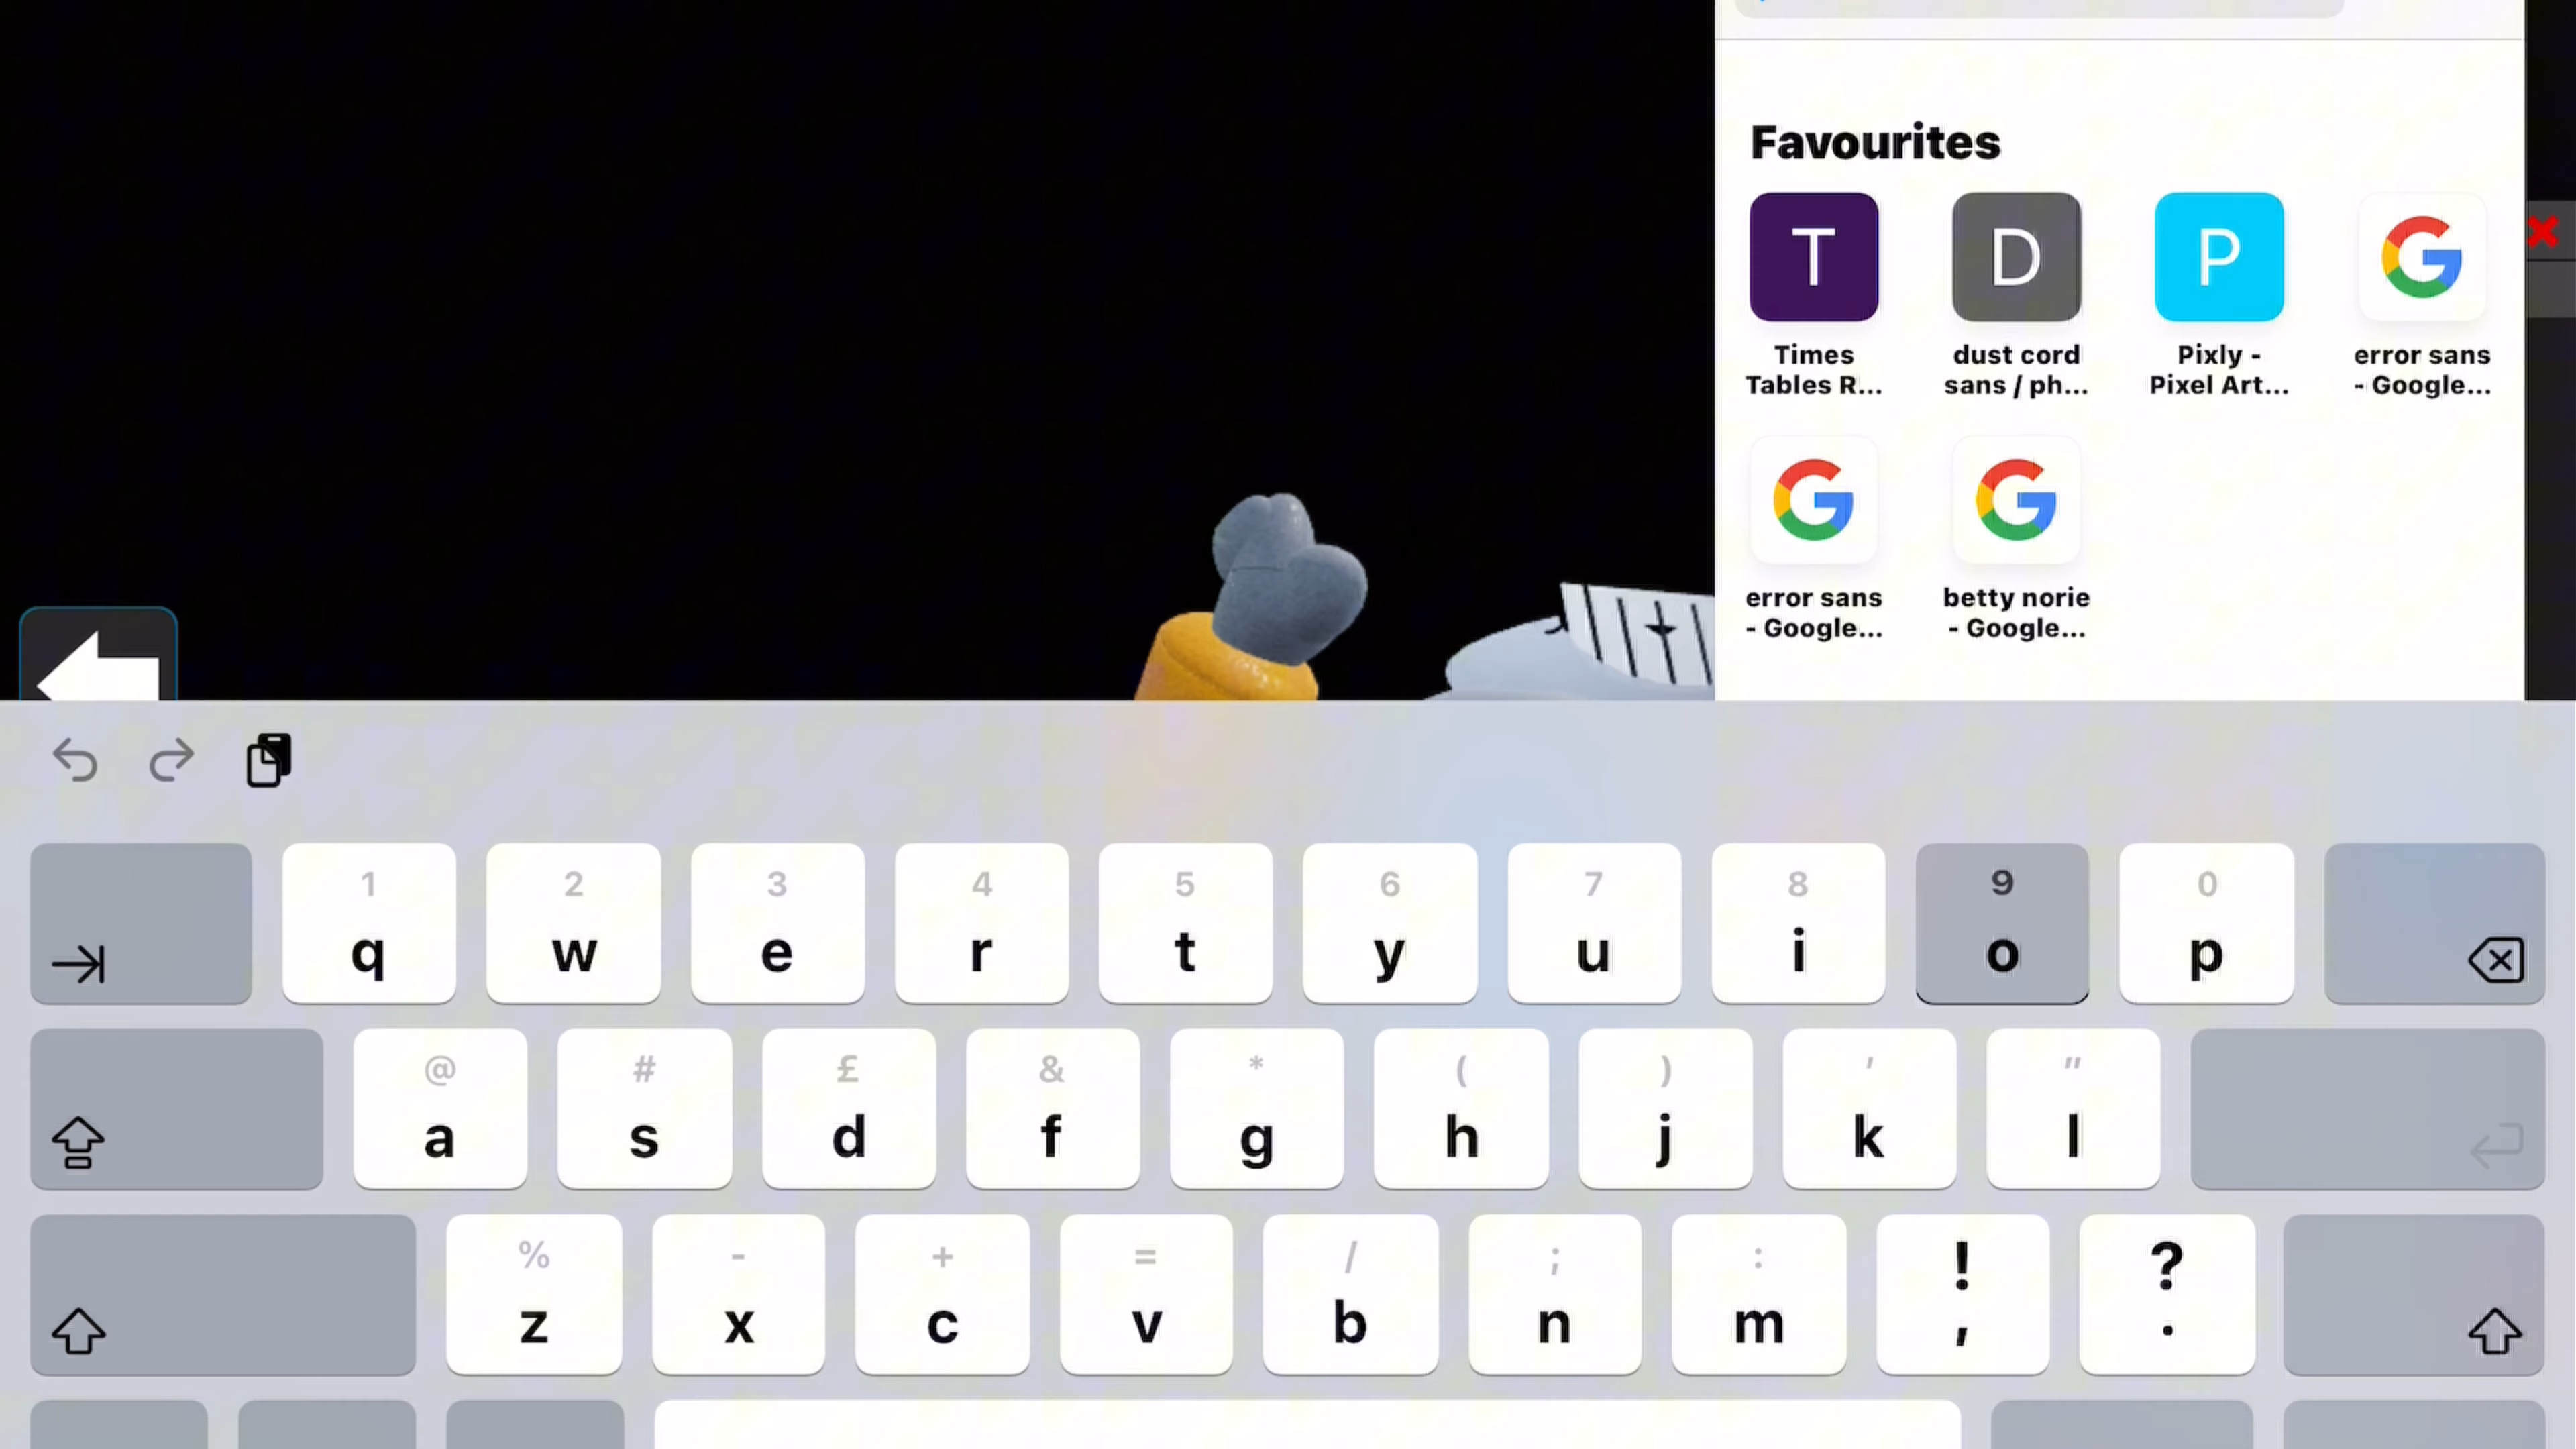 Favourites
T D P G
Times Tables R...
dust cord sans / ph...
Pixly - Pixel Art...
error sans - Google...
G G
error sans - Google...
betty norie - Google...
1 2 3 4 5 6 7 8 9 0
q w e r t y u i o p
@ # £ & * ( ) ' "
a s d f g h j k l
% - + = / ; : ! ?
z x c v b n m , .